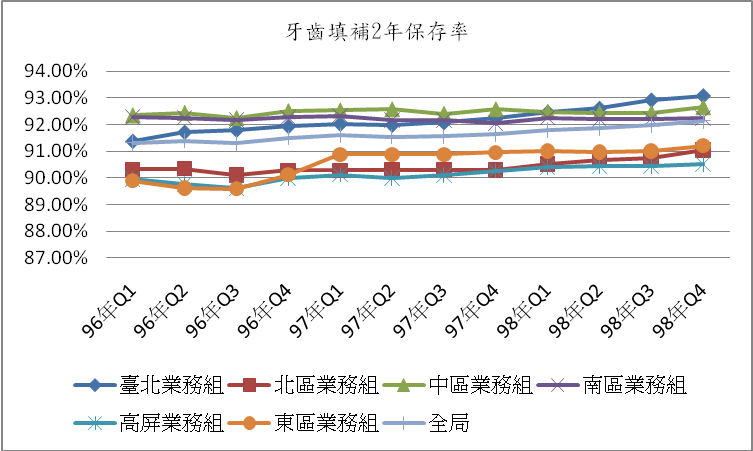 牙齒填補2年保存率
94.00%
93.00%
92.00%
91.00%
90.00%
89.00%
88.00%
87.00%
96年Q1
96年Q2
96年Q3
96年Q4
97年Q1
97年Q2
97年Q3
97年Q4
98年Q1
98年Q2
98年Q3
98年Q4
臺北業務組 北區業務組 中區業務組 南區業務組
高屏業務組 東區業務組 全局